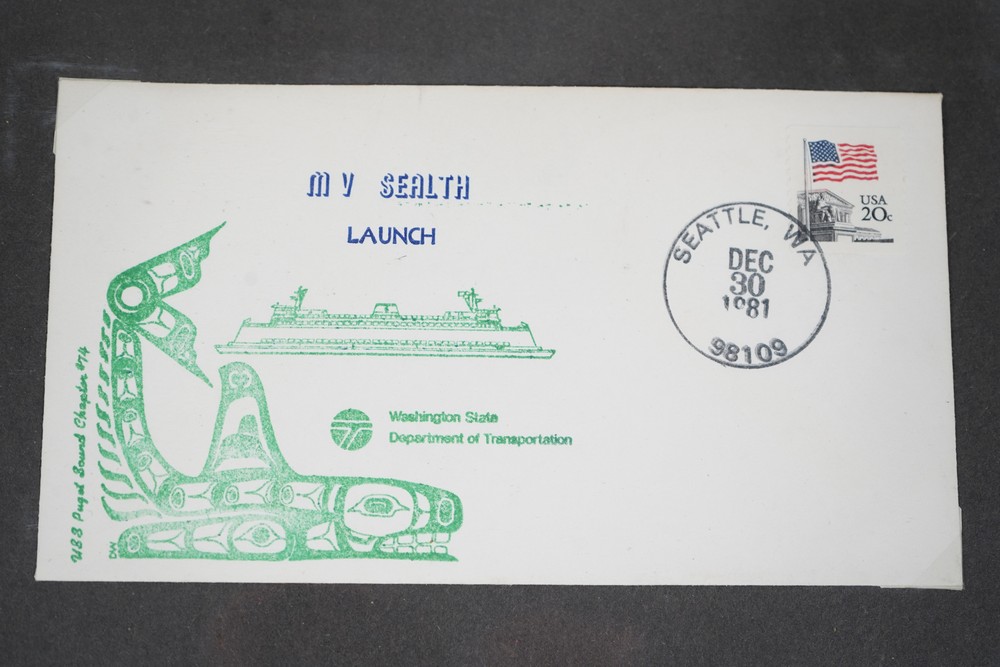 M V SEALTH
LAUNCH
USA
20c
SEATTLE, WA
DEC
30
1981
98109
Washington State
Department of Transportation
USS Puget Sound Chapter #74
DW